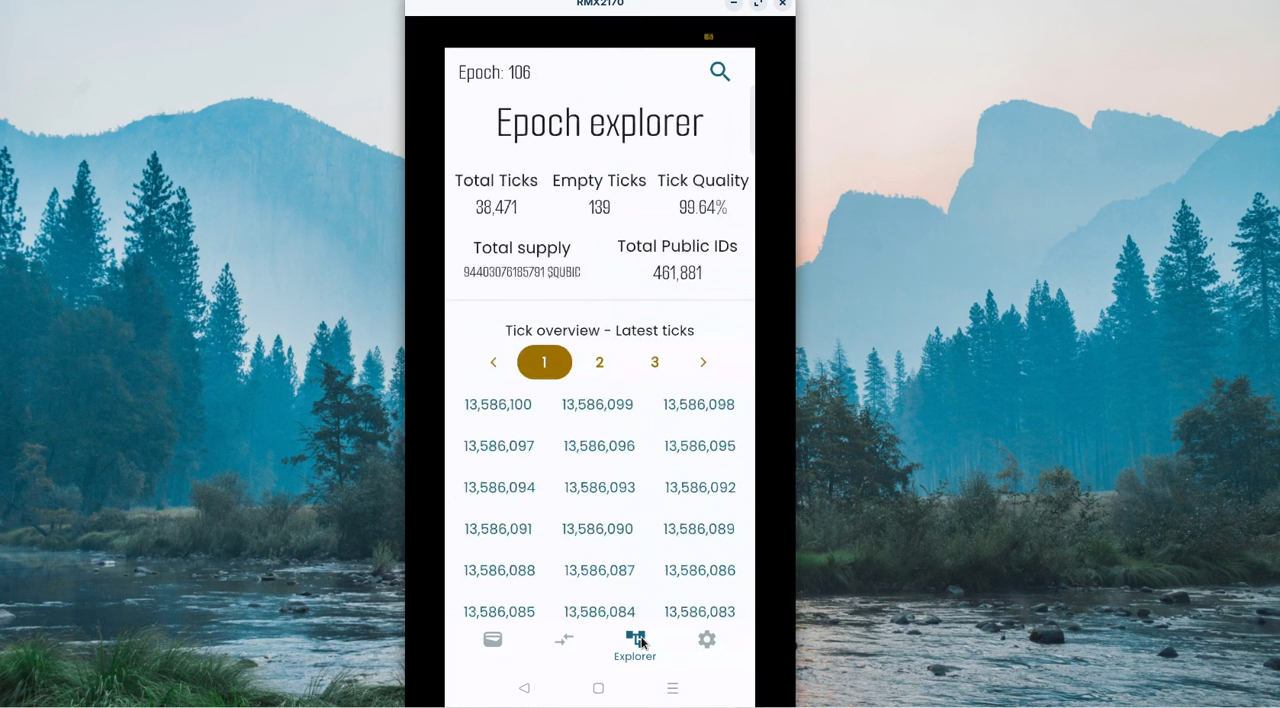 RMX2170
Epoch: 106
Epoch explorer
Total Ticks Empty Ticks Tick Quality
38,471 139 99.64%
Total supply Total Public IDs
94403076185791 $QUBIC 461,881
Tick overview - Latest ticks
1 2 3
13,586,100 13,586,099 13,586,098
13,586,097 13,586,096 13,586,095
13,586,094 13,586,093 13,586,092
13,586,091 13,586,090 13,586,089
13,586,088 13,586,087 13,586,086
13,586,085 13,586,084 13,586,083
Explorer